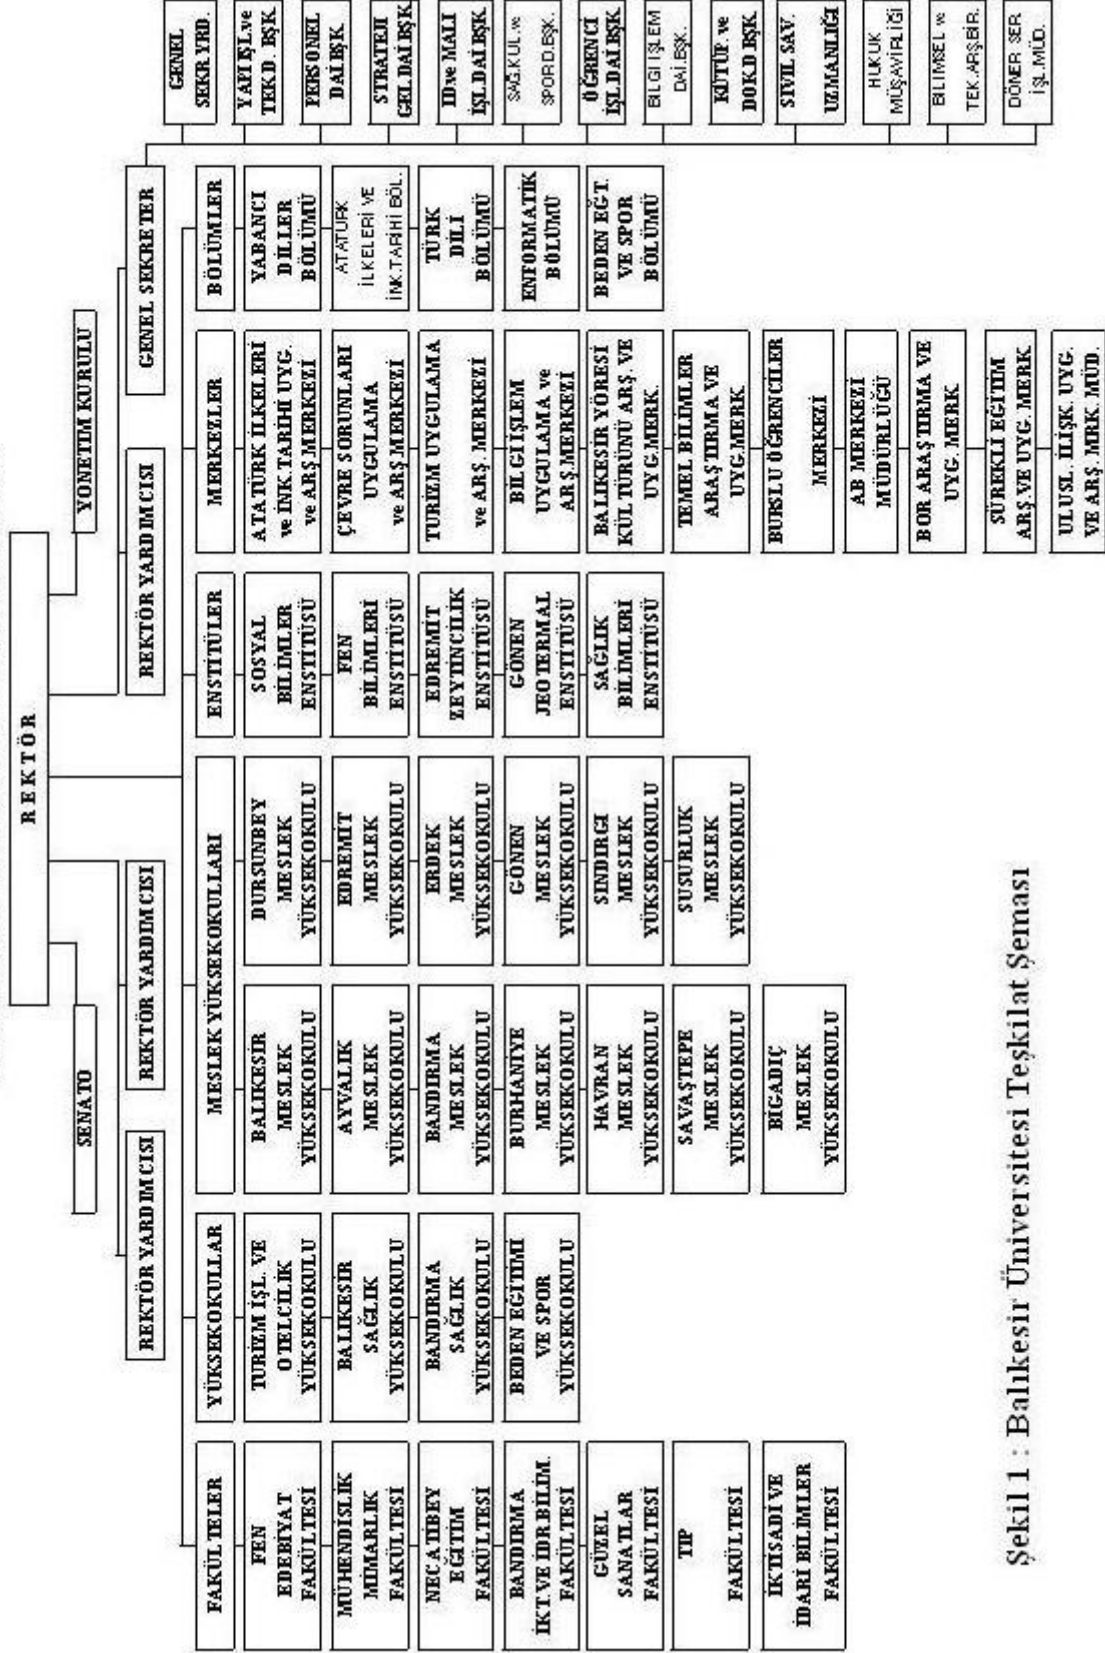 REKTÖR
SENATO
YÖNETİM KURULU
REKTÖR YARDIMCISI
REKTÖR YARDIMCISI
REKTÖR YARDIMCISI
GENEL SEKRETER
FAKÜLTELER
FEN
EDEBİYAT
FAKÜLTESİ
MÜHENDİSLİK
MİMARLIK
FAKÜLTESİ
NECATİBEY
EĞİTİM
FAKÜLTESİ
BANDIRMA
İKT.VE İDR BİLİM.
FAKÜLTESİ
GÜZEL
SANATLAR
FAKÜLTESİ
TIP
FAKÜLTESİ
İKTİSADİ VE
İDARİ BİLİMLER
FAKÜLTESİ
YÜKSEKOKULLAR
TURİZM İŞL. VE
OTELCİLİK
YÜKSEKOKULU
BALIKESİR
SAĞLIK
YÜKSEKOKULU
BANDIRMA
SAĞLIK
YÜKSEKOKULU
BEDEN EĞİTİMİ
VE SPOR
YÜKSEKOKULU
MESLEK YÜKSEKOKULLARI
BALIKESİR
MESLEK
YÜKSEKOKULU
AYVALIK
MESLEK
YÜKSEKOKULU
BANDIRMA
MESLEK
YÜKSEKOKULU
BURHANİYE
MESLEK
YÜKSEKOKULU
HAVRAN
MESLEK
YÜKSEKOKULU
SAVAŞTEPE
MESLEK
YÜKSEKOKULU
BİGADİÇ
MESLEK
YÜKSEKOKULU
DURSUNBEY
MESLEK
YÜKSEKOKULU
EDREMİT
MESLEK
YÜKSEKOKULU
ERDEK
MESLEK
YÜKSEKOKULU
GÖNEN
MESLEK
YÜKSEKOKULU
SINDIRGI
MESLEK
YÜKSEKOKULU
SUSURLUK
MESLEK
YÜKSEKOKULU
ENSTİTÜLER
SOSYAL
BİLİMLER
ENSTİTÜSÜ
FEN
BİLİMLERİ
ENSTİTÜSÜ
EDREMİT
ZEYTİNCİLİK
ENSTİTÜSÜ
GÖNEN
JEOTERMAL
ENSTİTÜSÜ
SAĞLIK
BİLİMLERİ
ENSTİTÜSÜ
MERKEZLER
ATATÜRK İLKELERİ
ve İNK TARİHİ UYG.
ve ARŞ.MERKEZİ
ÇEVRE SORUNLARI
UYGULAMA
ve ARŞ.MERKEZİ
TURİZM UYGULAMA
ve ARŞ. MERKEZİ
BİLGİ İŞLEM
UYGULAMA ve
ARŞ.MERKEZİ
BALIKESİR YÖRESİ
KÜLTÜRÜNÜ ARŞ. VE
UYG.MERK.
TEMEL BİLİMLER
ARAŞTIRMA VE
UYG.MERK.
BURSLU ÖĞRENCİLER
MERKEZİ
AB MERKEZİ
MÜDÜRLÜĞÜ
BOR ARAŞTIRMA VE
UYG. MERK
SÜREKLİ EĞİTİM
ARŞ.VE UYG. MERK.
ULUSL. İLİŞK. UYG.
VE ARŞ. MRK. MÜD.
BÖLÜMLER
YABANCI
DİLLER
BÖLÜMÜ
ATATÜRK
İLKELERİ VE
İNK.TARİHİ BÖL.
TÜRK
DİLİ
BÖLÜMÜ
ENFORMATİK
BÖLÜMÜ
BEDEN EĞT.
VE SPOR
BÖLÜMÜ
GENEL
SEKR YRD.
YAPI İŞL.ve
TEK.D. BŞK.
PERSONEL
DAİ.BŞK.
STRATEJİ
GEL.DAİ.BŞK.
İD.ve MALİ
İŞL.DAİ.BŞK.
SAĞ.KÜL.ve
SPOR D.BŞK.
ÖĞRENCİ
İŞL.DAİ.BŞK.
BİLGİ İŞLEM
DAİ.BŞK.
KÜTÜP. ve
DOK.D.BŞK.
SİVİL SAV.
UZMANLIĞI
HUKUK
MÜŞAVİRLİĞİ
BİLİMSEL ve
TEK.ARŞ.BİR.
DÖNER SER
İŞL.MÜD.
Şekil 1 : Balıkesir Üniversitesi Teşkilat Şeması